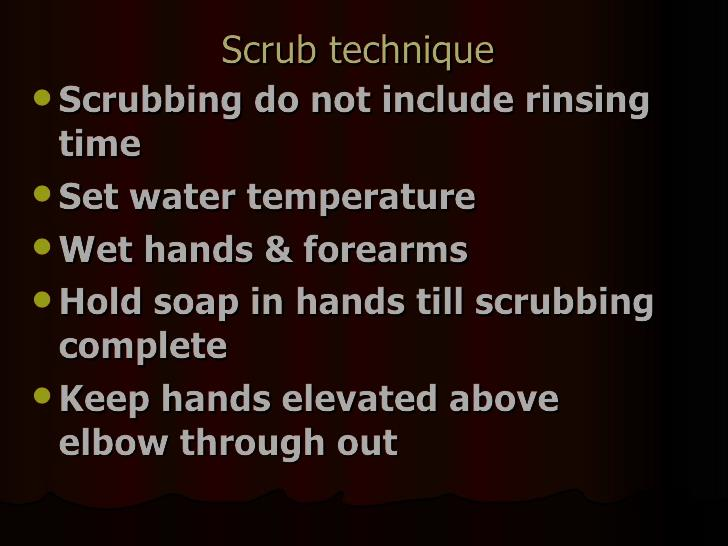 Scrub technique
Scrubbing do not include rinsing
time
Set water temperature
Wet hands & forearms
Hold soap in hands till scrubbing
complete
Keep hands elevated above
elbow through out